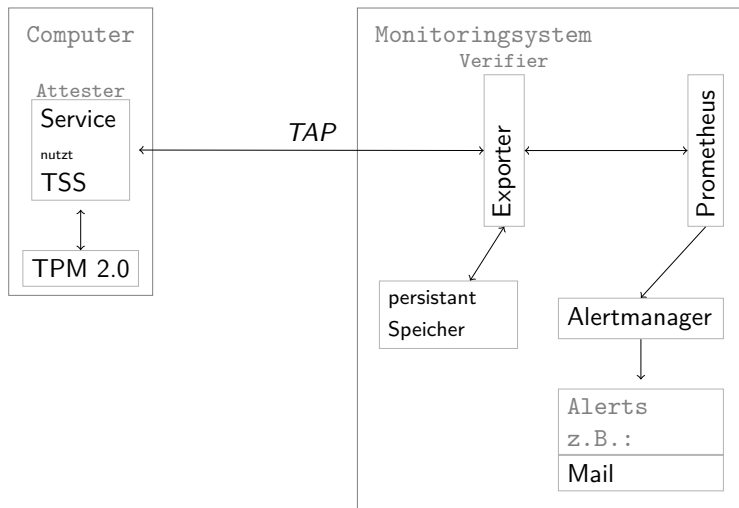 Computer
Attester
Service
nutzt
TSS
TPM 2.0
TAP
Monitoringsystem
Verifier
Exporter
Prometheus
persistant
Speicher
Alertmanager
Alerts
z.B.:
Mail